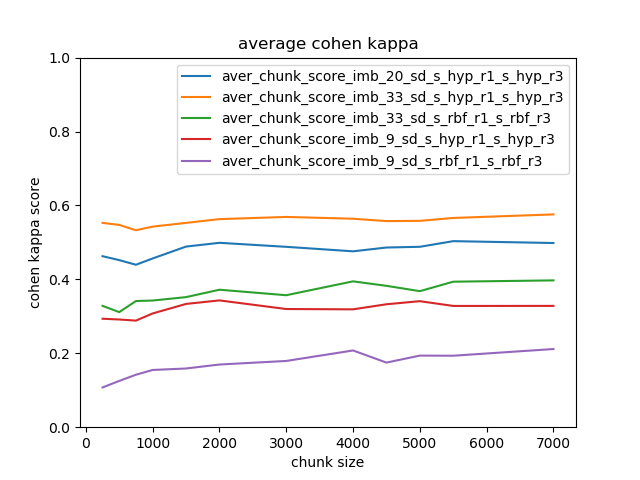 average cohen kappa
1.0
0.8
0.6
0.4
0.2
0.0
cohen kappa score
aver_chunk_score_imb_20_sd_s_hyp_r1_s_hyp_r3
aver_chunk_score_imb_33_sd_s_hyp_r1_s_hyp_r3
aver_chunk_score_imb_33_sd_s_rbf_r1_s_rbf_r3
aver_chunk_score_imb_9_sd_s_hyp_r1_s_hyp_r3
aver_chunk_score_imb_9_sd_s_rbf_r1_s_rbf_r3
0 1000 2000 3000 4000 5000 6000 7000
chunk size